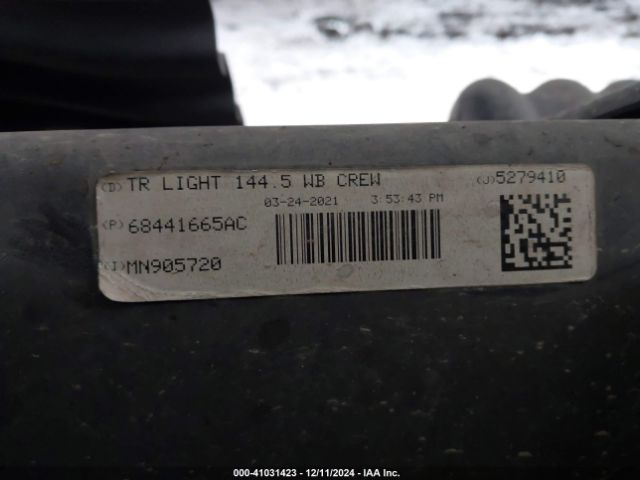 (D) TR LIGHT 144.5 WB CREW (J)5279410
03-24-2021 3:53:43 PM
(P) 68441665AC
(I)MN905720
000-41031423 - 12/11/2024 - IAA Inc.